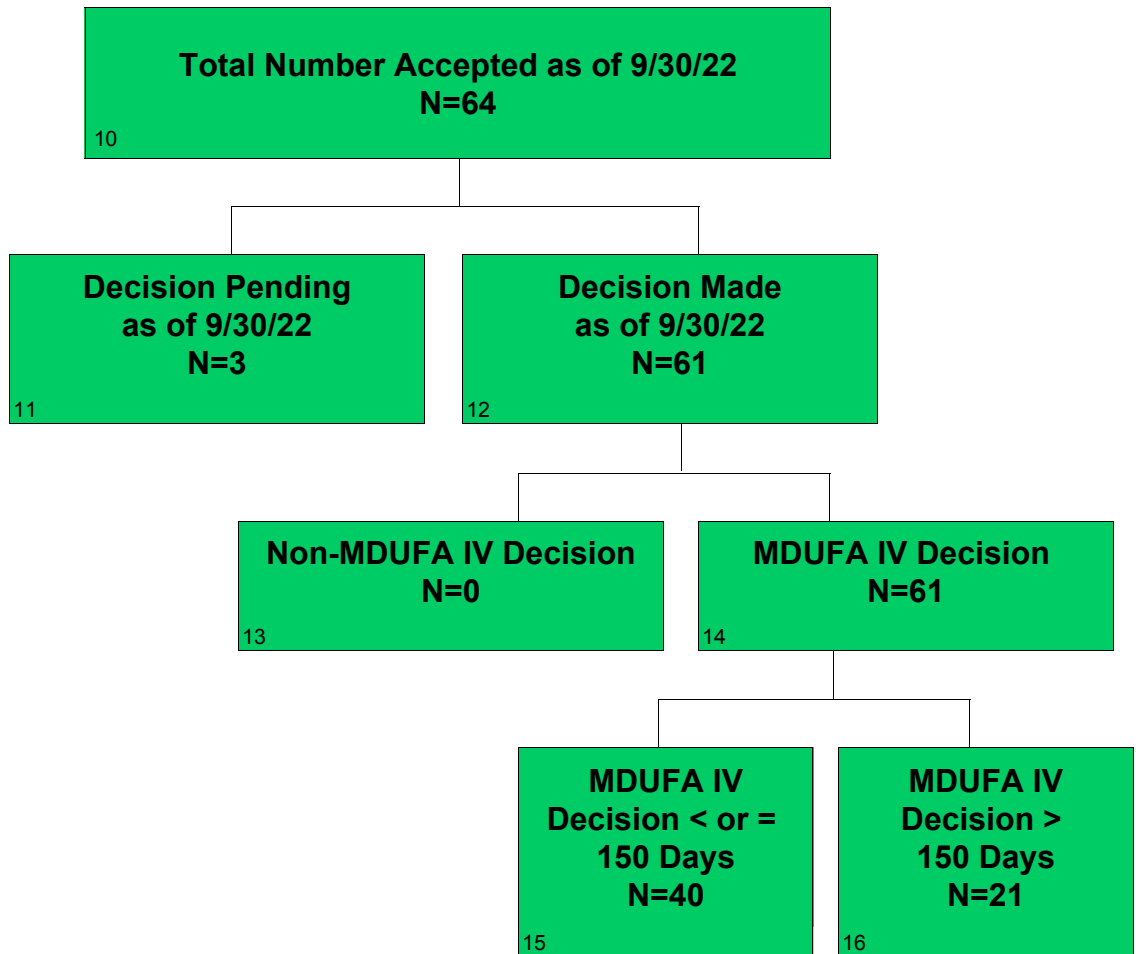 Total Number Accepted as of 9/30/22
N=64
10
Decision Pending
as of 9/30/22
N=3
11
Decision Made
as of 9/30/22
N=61
12
Non-MDUFA IV Decision
N=0
13
MDUFA IV Decision
N=61
14
MDUFA IV
Decision < or =
150 Days
N=40
15
MDUFA IV
Decision >
150 Days
N=21
16